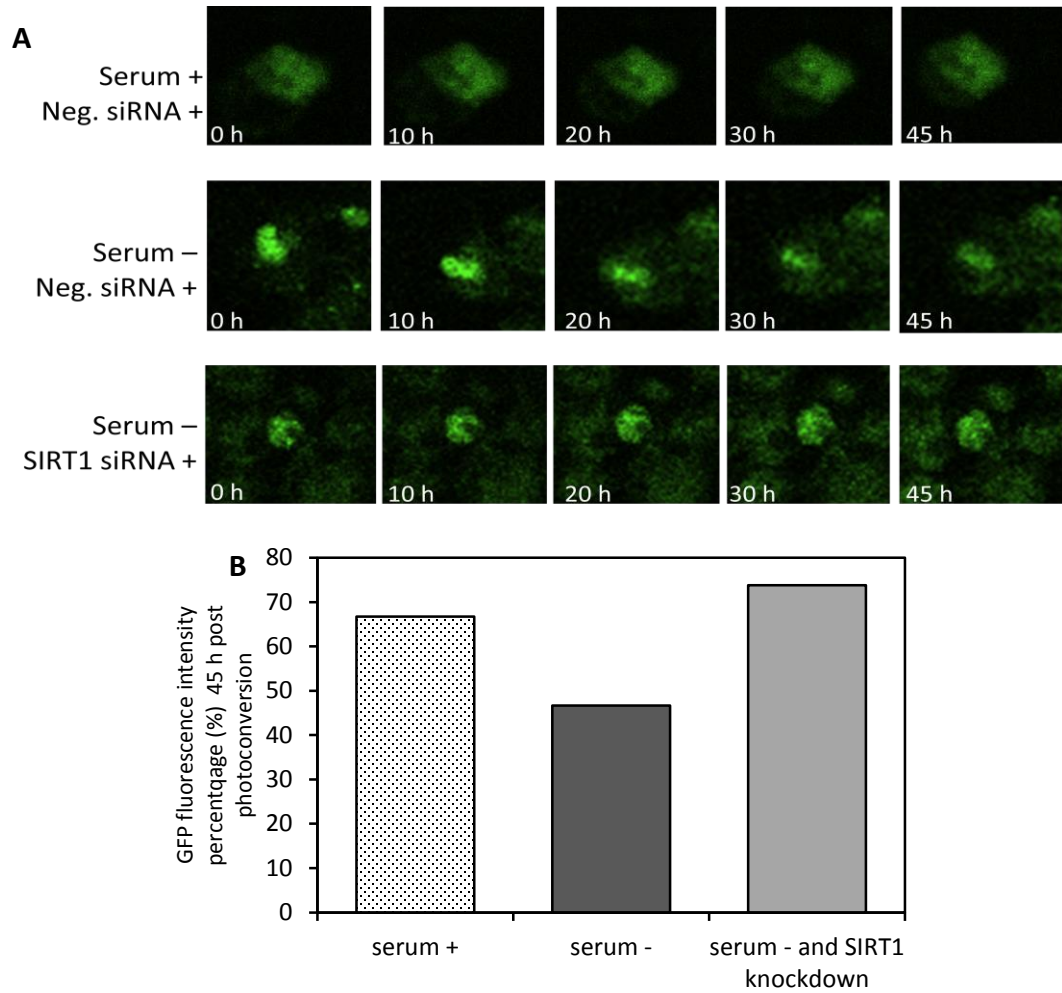 A
Serum +
Neg. siRNA +
0 h
10 h
20 h
30 h
45 h
Serum –
Neg. siRNA +
0 h
10 h
20 h
30 h
45 h
Serum –
SIRT1 siRNA +
0 h
10 h
20 h
30 h
45 h
B
GFP fluorescence intensity
percentqage (%) 45 h post
photoconversion
80
70
60
50
40
30
20
10
0
serum +
serum -
serum - and SIRT1
knockdown